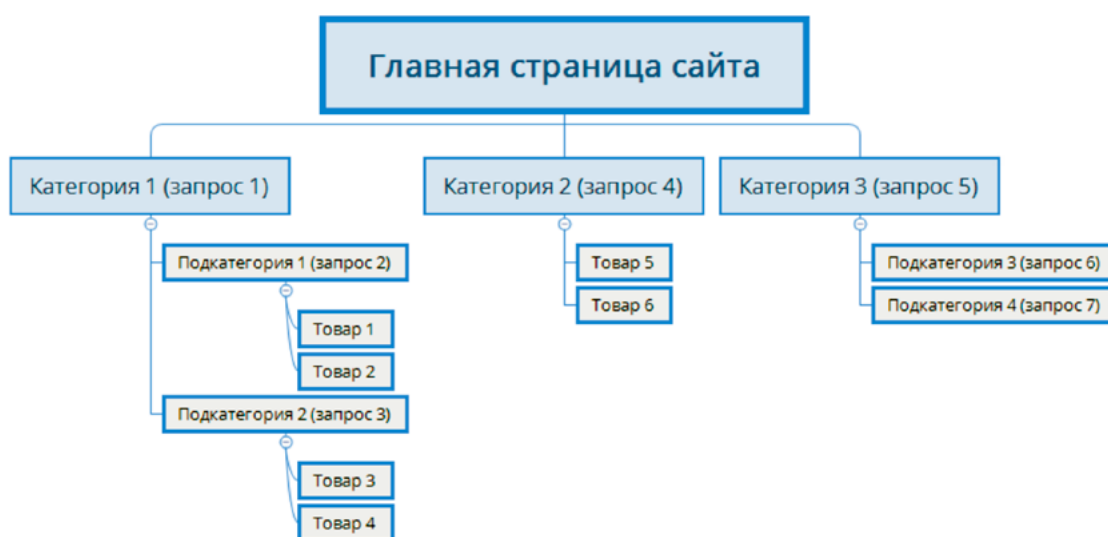 Главная страница сайта
Категория 1 (запрос 1)
Категория 2 (запрос 4)
Категория 3 (запрос 5)
Подкатегория 1 (запрос 2)
Товар 1
Товар 2
Подкатегория 2 (запрос 3)
Товар 3
Товар 4
Товар 5
Товар 6
Подкатегория 3 (запрос 6)
Подкатегория 4 (запрос 7)